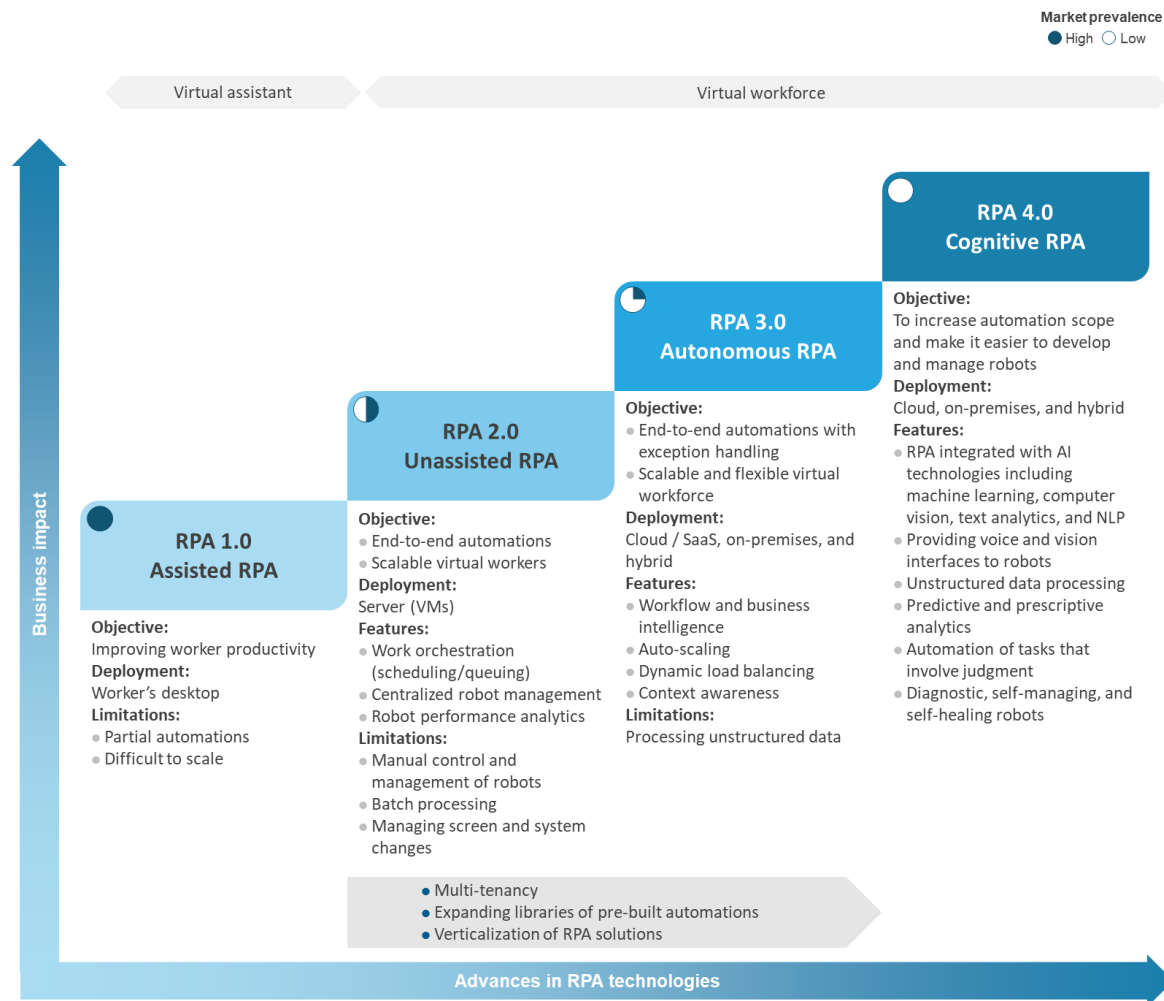 Market prevalence
High Low
Virtual assistant
Virtual workforce
Business impact
RPA 1.0
Assisted RPA
Objective:
Improving worker productivity
Deployment:
Worker's desktop
Limitations:
Partial automations
Difficult to scale
RPA 2.0
Unassisted RPA
Objective:
End-to-end automations
Scalable virtual workers
Deployment:
Server (VMs)
Features:
Work orchestration
(scheduling/queuing)
Centralized robot management
Robot performance analytics
Limitations:
Manual control and
management of robots
Batch processing
Managing screen and system
changes
RPA 3.0
Autonomous RPA
Objective:
End-to-end automations with
exception handling
Scalable and flexible virtual
workforce
Deployment:
Cloud / SaaS, on-premises, and
hybrid
Features:
Workflow and business
intelligence
Auto-scaling
Dynamic load balancing
Context awareness
Limitations:
Processing unstructured data
RPA 4.0
Cognitive RPA
Objective:
To increase automation scope
and make it easier to develop
and manage robots
Deployment:
Cloud, on-premises, and hybrid
Features:
RPA integrated with AI
technologies including
machine learning, computer
vision, text analytics, and NLP
Providing voice and vision
interfaces to robots
Unstructured data processing
Predictive and prescriptive
analytics
Automation of tasks that
involve judgment
Diagnostic, self-managing, and
self-healing robots
Multi-tenancy
Expanding libraries of pre-built automations
Verticalization of RPA solutions
Advances in RPA technologies